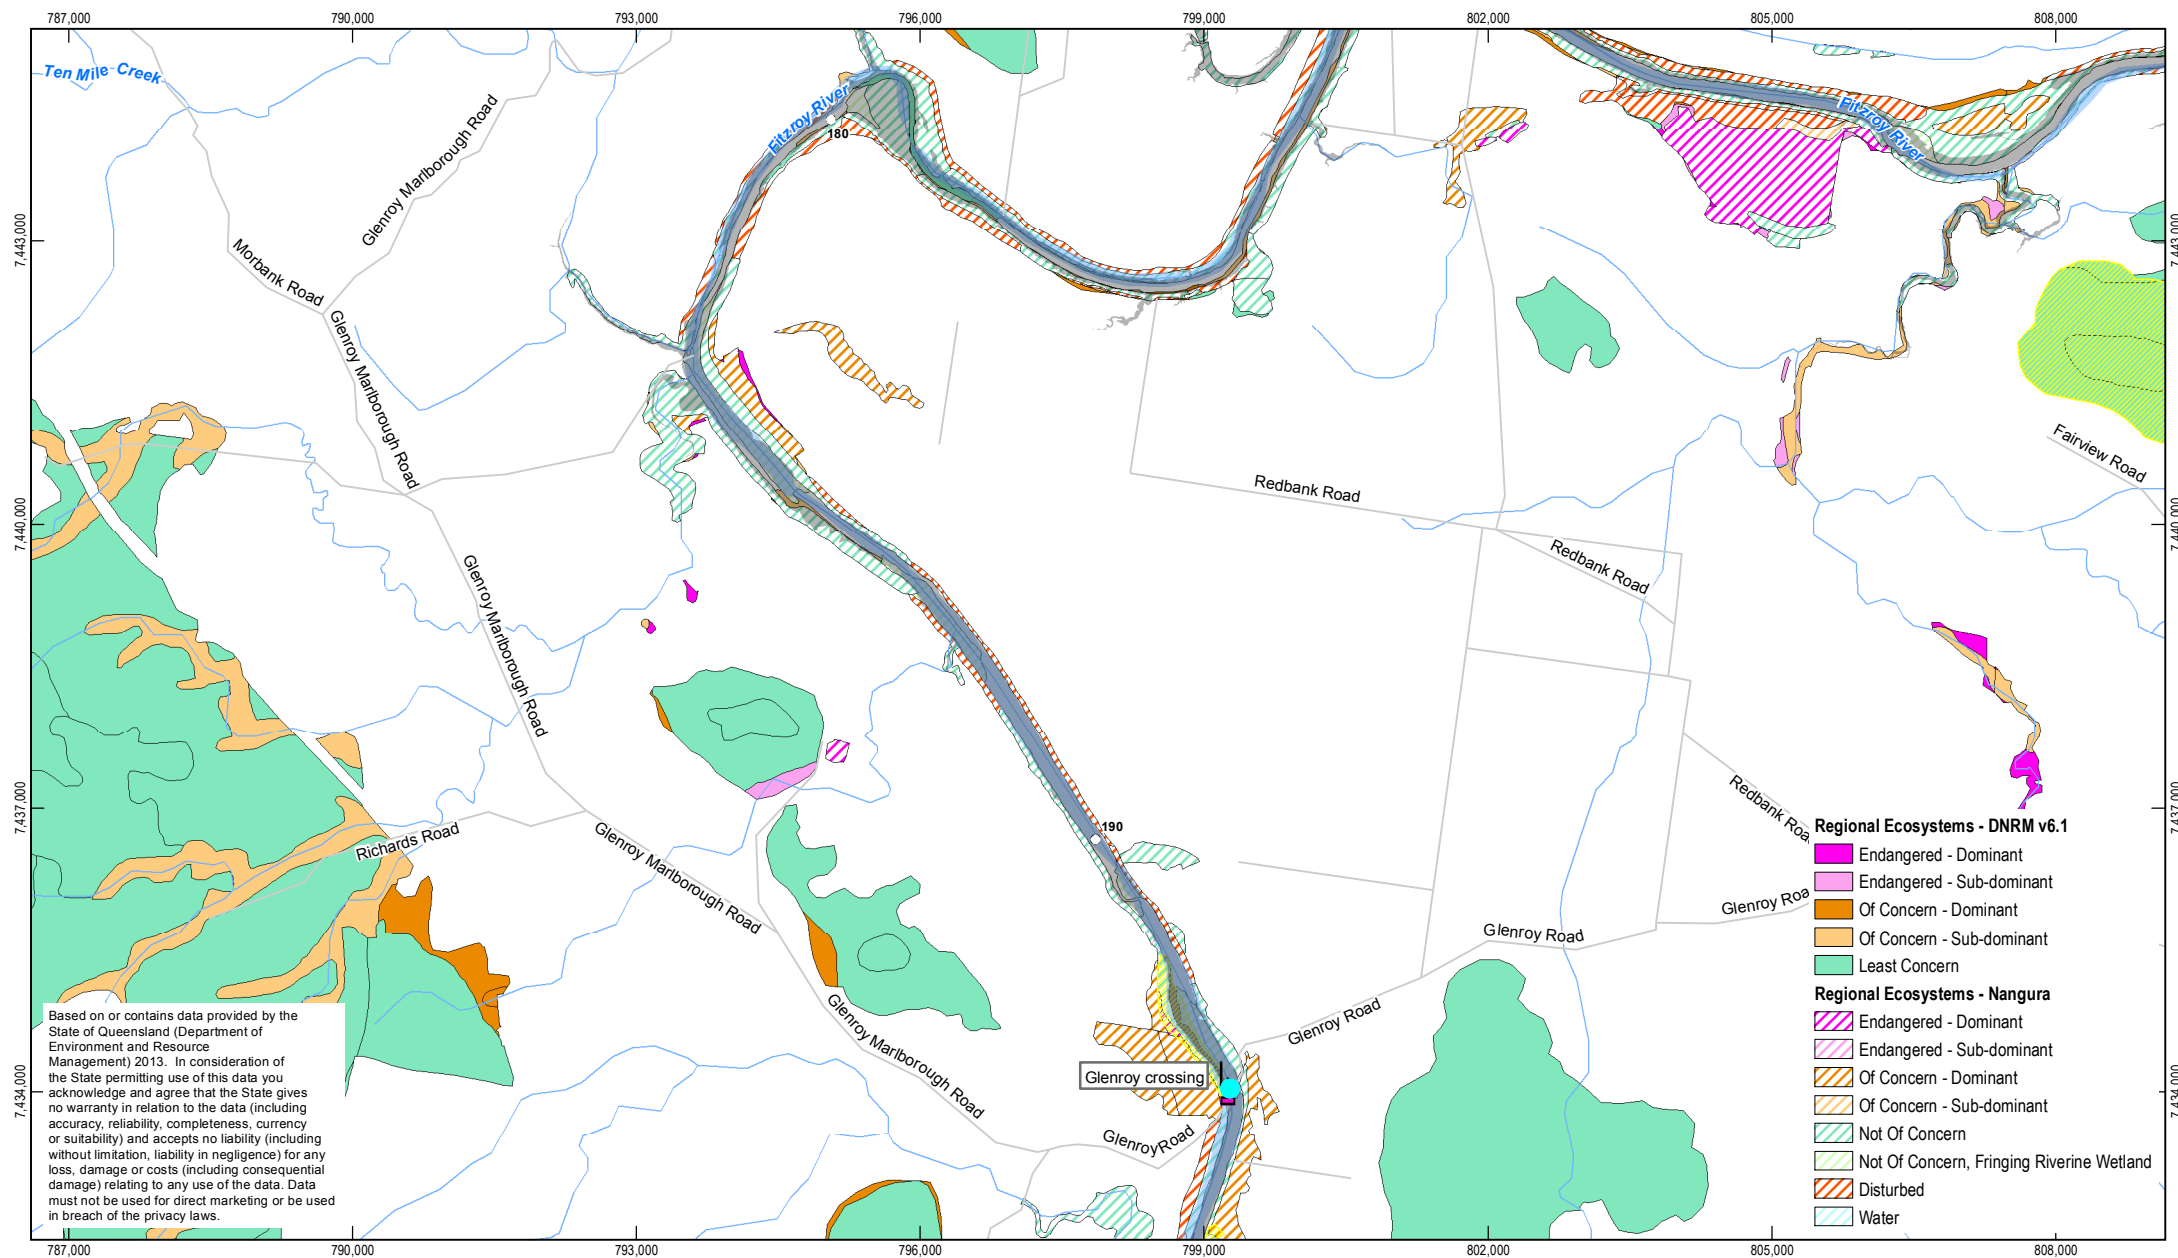 787,000
790,000
793,000
796,000
799,000
802,000
805,000
808,000
Ten Mile Creek
Glenroy Marlborough Road
Fitzroy River
180
Fitzroy River
7,443,000
7,443,000
Morbank Road
Glenroy Marlborough Road
Fairview Road
Redbank Road
7,440,000
7,440,000
Redbank Road
Glenroy Marlborough Road
7,437,000
7,437,000
Redbank Roa
190
Richards Road
Glenroy Marlborough Road
Glenroy Roa
Glenroy Road
Glenroy Road
Glenroy Marlborough Road
Glenroy crossing
7,434,000
7,434,000
GlenroyRoad
Regional Ecosystems - DNRM v6.1
Endangered - Dominant
Endangered - Sub-dominant
Of Concern - Dominant
Of Concern - Sub-dominant
Least Concern
Regional Ecosystems - Nangura
Endangered - Dominant
Endangered - Sub-dominant
Of Concern - Dominant
Of Concern - Sub-dominant
Not Of Concern
Not Of Concern, Fringing Riverine Wetland
Disturbed
Water
Based on or contains data provided by the
State of Queensland (Department of
Environment and Resource
Management) 2013. In consideration of
the State permitting use of this data you
acknowledge and agree that the State gives
no warranty in relation to the data (including
accuracy, reliability, completeness, currency
or suitability) and accepts no liability (including
without limitation, liability in negligence) for any
loss, damage or costs (including consequential
damage) relating to any use of the data. Data
must not be used for direct marketing or be used
in breach of the privacy laws.
787,000
790,000
793,000
796,000
799,000
802,000
805,000
808,000